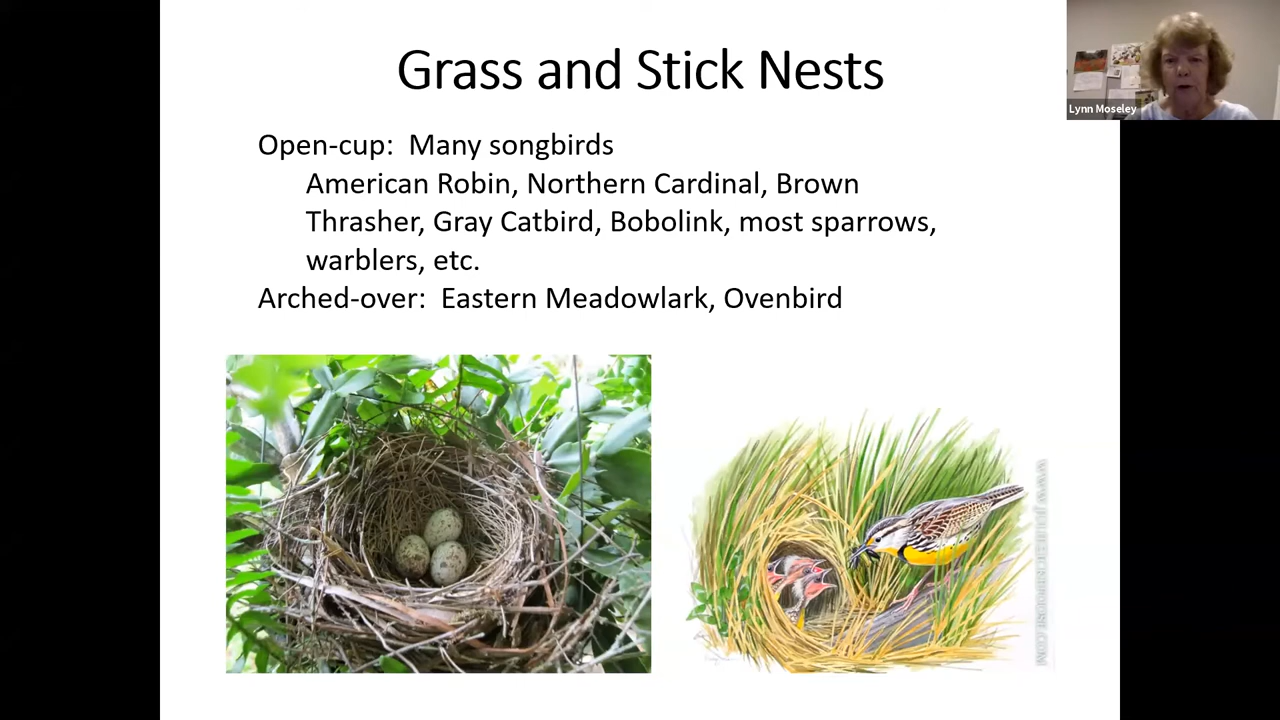 Grass and Stick Nests
Lynn Moseley
Open-cup: Many songbirds
American Robin, Northern Cardinal, Brown
Thrasher, Gray Catbird, Bobolink, most sparrows,
warblers, etc.
Arched-over: Eastern Meadowlark, Ovenbird